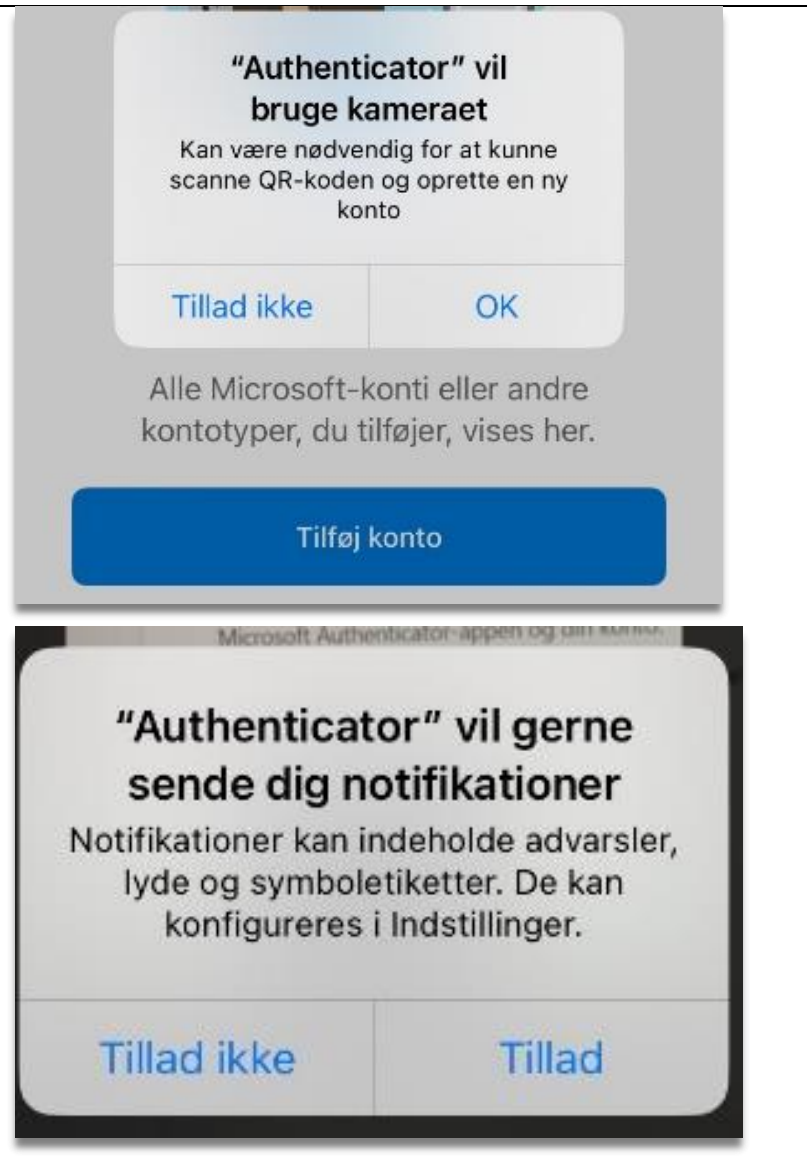 “Authenticator” vil
bruge kameraet
Kan være nødvendig for at kunne
scanne QR-koden og oprette en ny
konto
Tillad ikke
OK
Alle Microsoft-konti eller andre
kontotyper, du tilføjer, vises her.
Tilføj konto
Microsoft Authenticator-appen og din konto.
“Authenticator” vil gerne
sende dig notifikationer
Notifikationer kan indeholde advarsler,
lyde og symboletiketter. De kan
konfigureres i Indstillinger.
Tillad ikke
Tillad